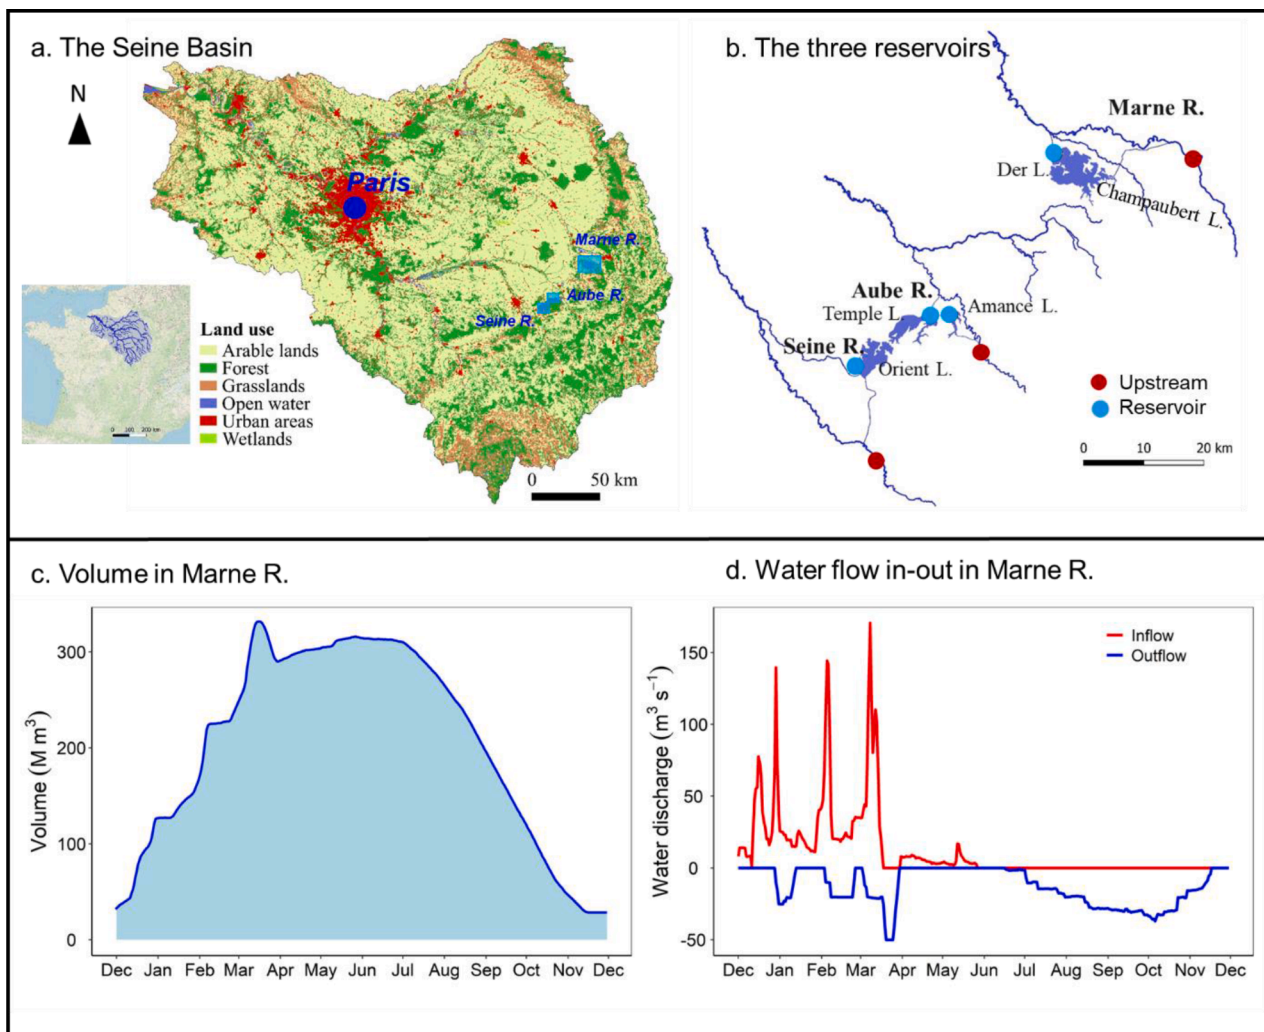 a. The Seine Basin
N
Paris
Marne R.
Aube R.
Seine R.
Land use
Arable lands
Forest
Grasslands
Open water
Urban areas
Wetlands
0 100 200 km
0 50 km
b. The three reservoirs
Marne R.
Der L.
Champaubert L.
Aube R.
Temple L.
Amance L.
Seine R.
Orient L.
Upstream
Reservoir
0 10 20 km
c. Volume in Marne R.
Volume (M m³)
300
200
100
0
Dec Jan Feb Mar Apr May Jun Jul Aug Sep Oct Nov Dec
d. Water flow in-out in Marne R.
Water discharge (m³ s⁻¹)
Inflow
Outflow
150
100
50
0
-50
Dec Jan Feb Mar Apr May Jun Jul Aug Sep Oct Nov Dec